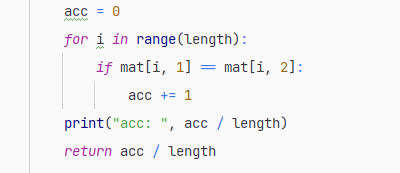 acc = 0
for i in range(length):
if mat[i, 1] == mat[i, 2]:
acc += 1
print("acc: ", acc / length)
return acc / length